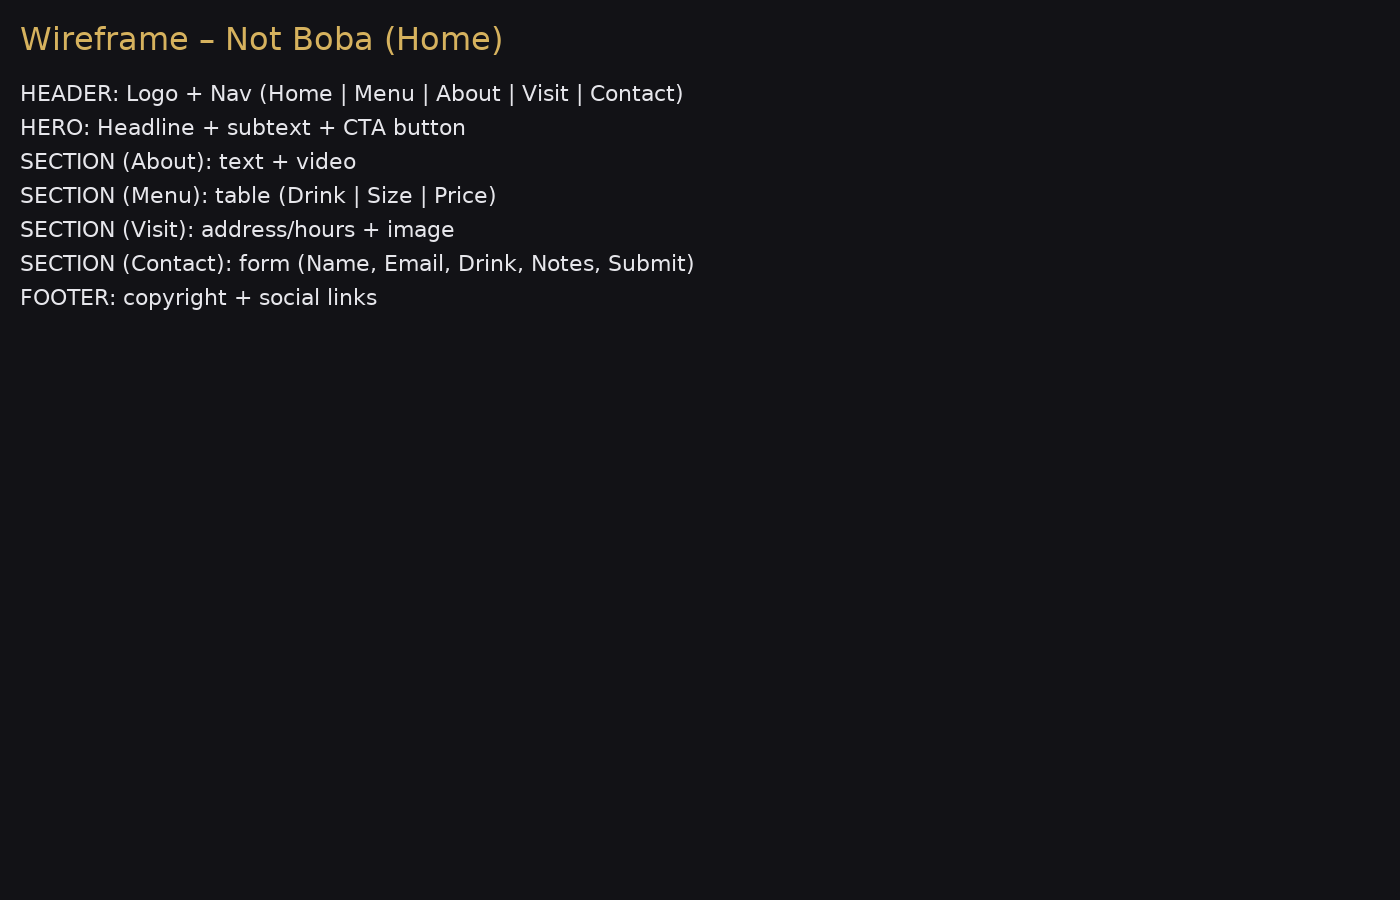 Wireframe – Not Boba (Home)
HEADER: Logo + Nav (Home | Menu | About | Visit | Contact)
HERO: Headline + subtext + CTA button
SECTION (About): text + video
SECTION (Menu): table (Drink | Size | Price)
SECTION (Visit): address/hours + image
SECTION (Contact): form (Name, Email, Drink, Notes, Submit)
FOOTER: copyright + social links